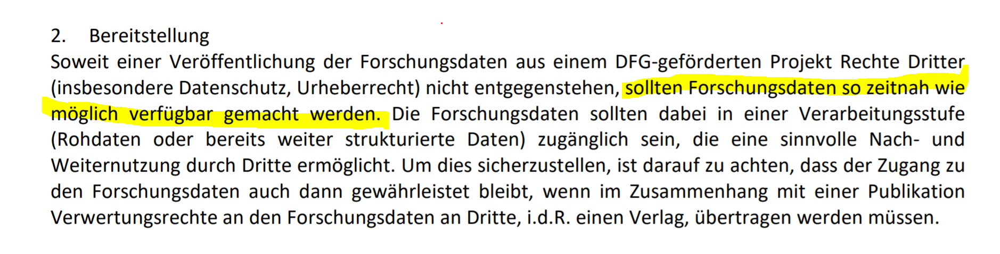 2. Bereitstellung
Soweit einer Veröffentlichung der Forschungsdaten aus einem DFG-geförderten Projekt Rechte Dritter
(insbesondere Datenschutz, Urheberrecht) nicht entgegenstehen, sollten Forschungsdaten so zeitnah wie
möglich verfügbar gemacht werden. Die Forschungsdaten sollten dabei in einer Verarbeitungsstufe
(Rohdaten oder bereits weiter strukturierte Daten) zugänglich sein, die eine sinnvolle Nach- und
Weiternutzung durch Dritte ermöglicht. Um dies sicherzustellen, ist darauf zu achten, dass der Zugang zu
den Forschungsdaten auch dann gewährleistet bleibt, wenn im Zusammenhang mit einer Publikation
Verwertungsrechte an den Forschungsdaten an Dritte, i.d.R. einen Verlag, übertragen werden müssen.